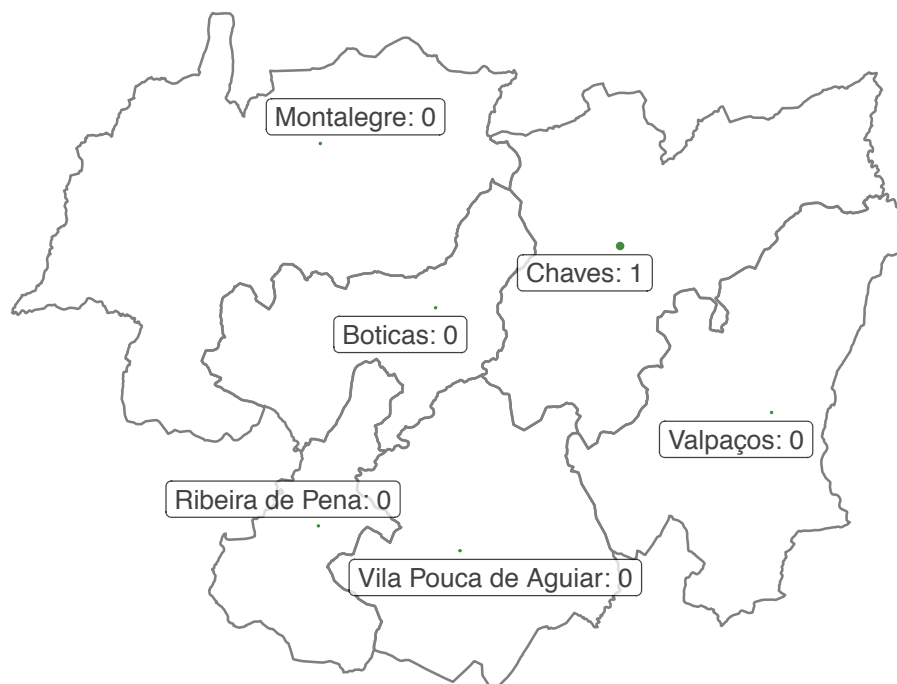 Montalegre: 0
Chaves: 1
Boticas: 0
Valpaços: 0
Ribeira de Pena: 0
Vila Pouca de Aguiar: 0